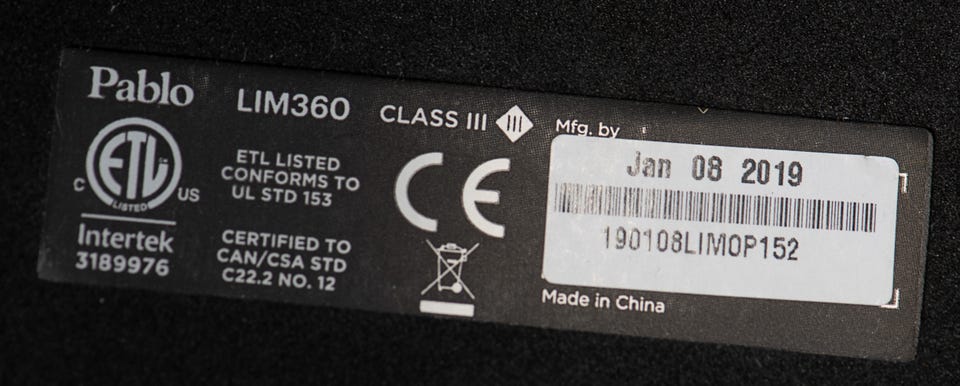 Pablo
LIM360
CLASS III
III
ETL
LISTED
C
US
Intertek
3189976
ETL LISTED
CONFORMS TO
UL STD 153
CERTIFIED TO
CAN/CSA STD
C22.2 NO. 12
CE
Mfg. by
Jan 08 2019
190108LIMOP152
Made in China